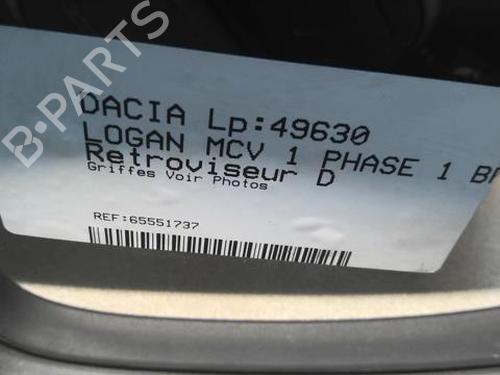 B-PARTS
DACIA Lp:49630
LOGAN MCV 1 PHASE 1
Retroviseur D
Griffes Voir Photos
REF:65551737